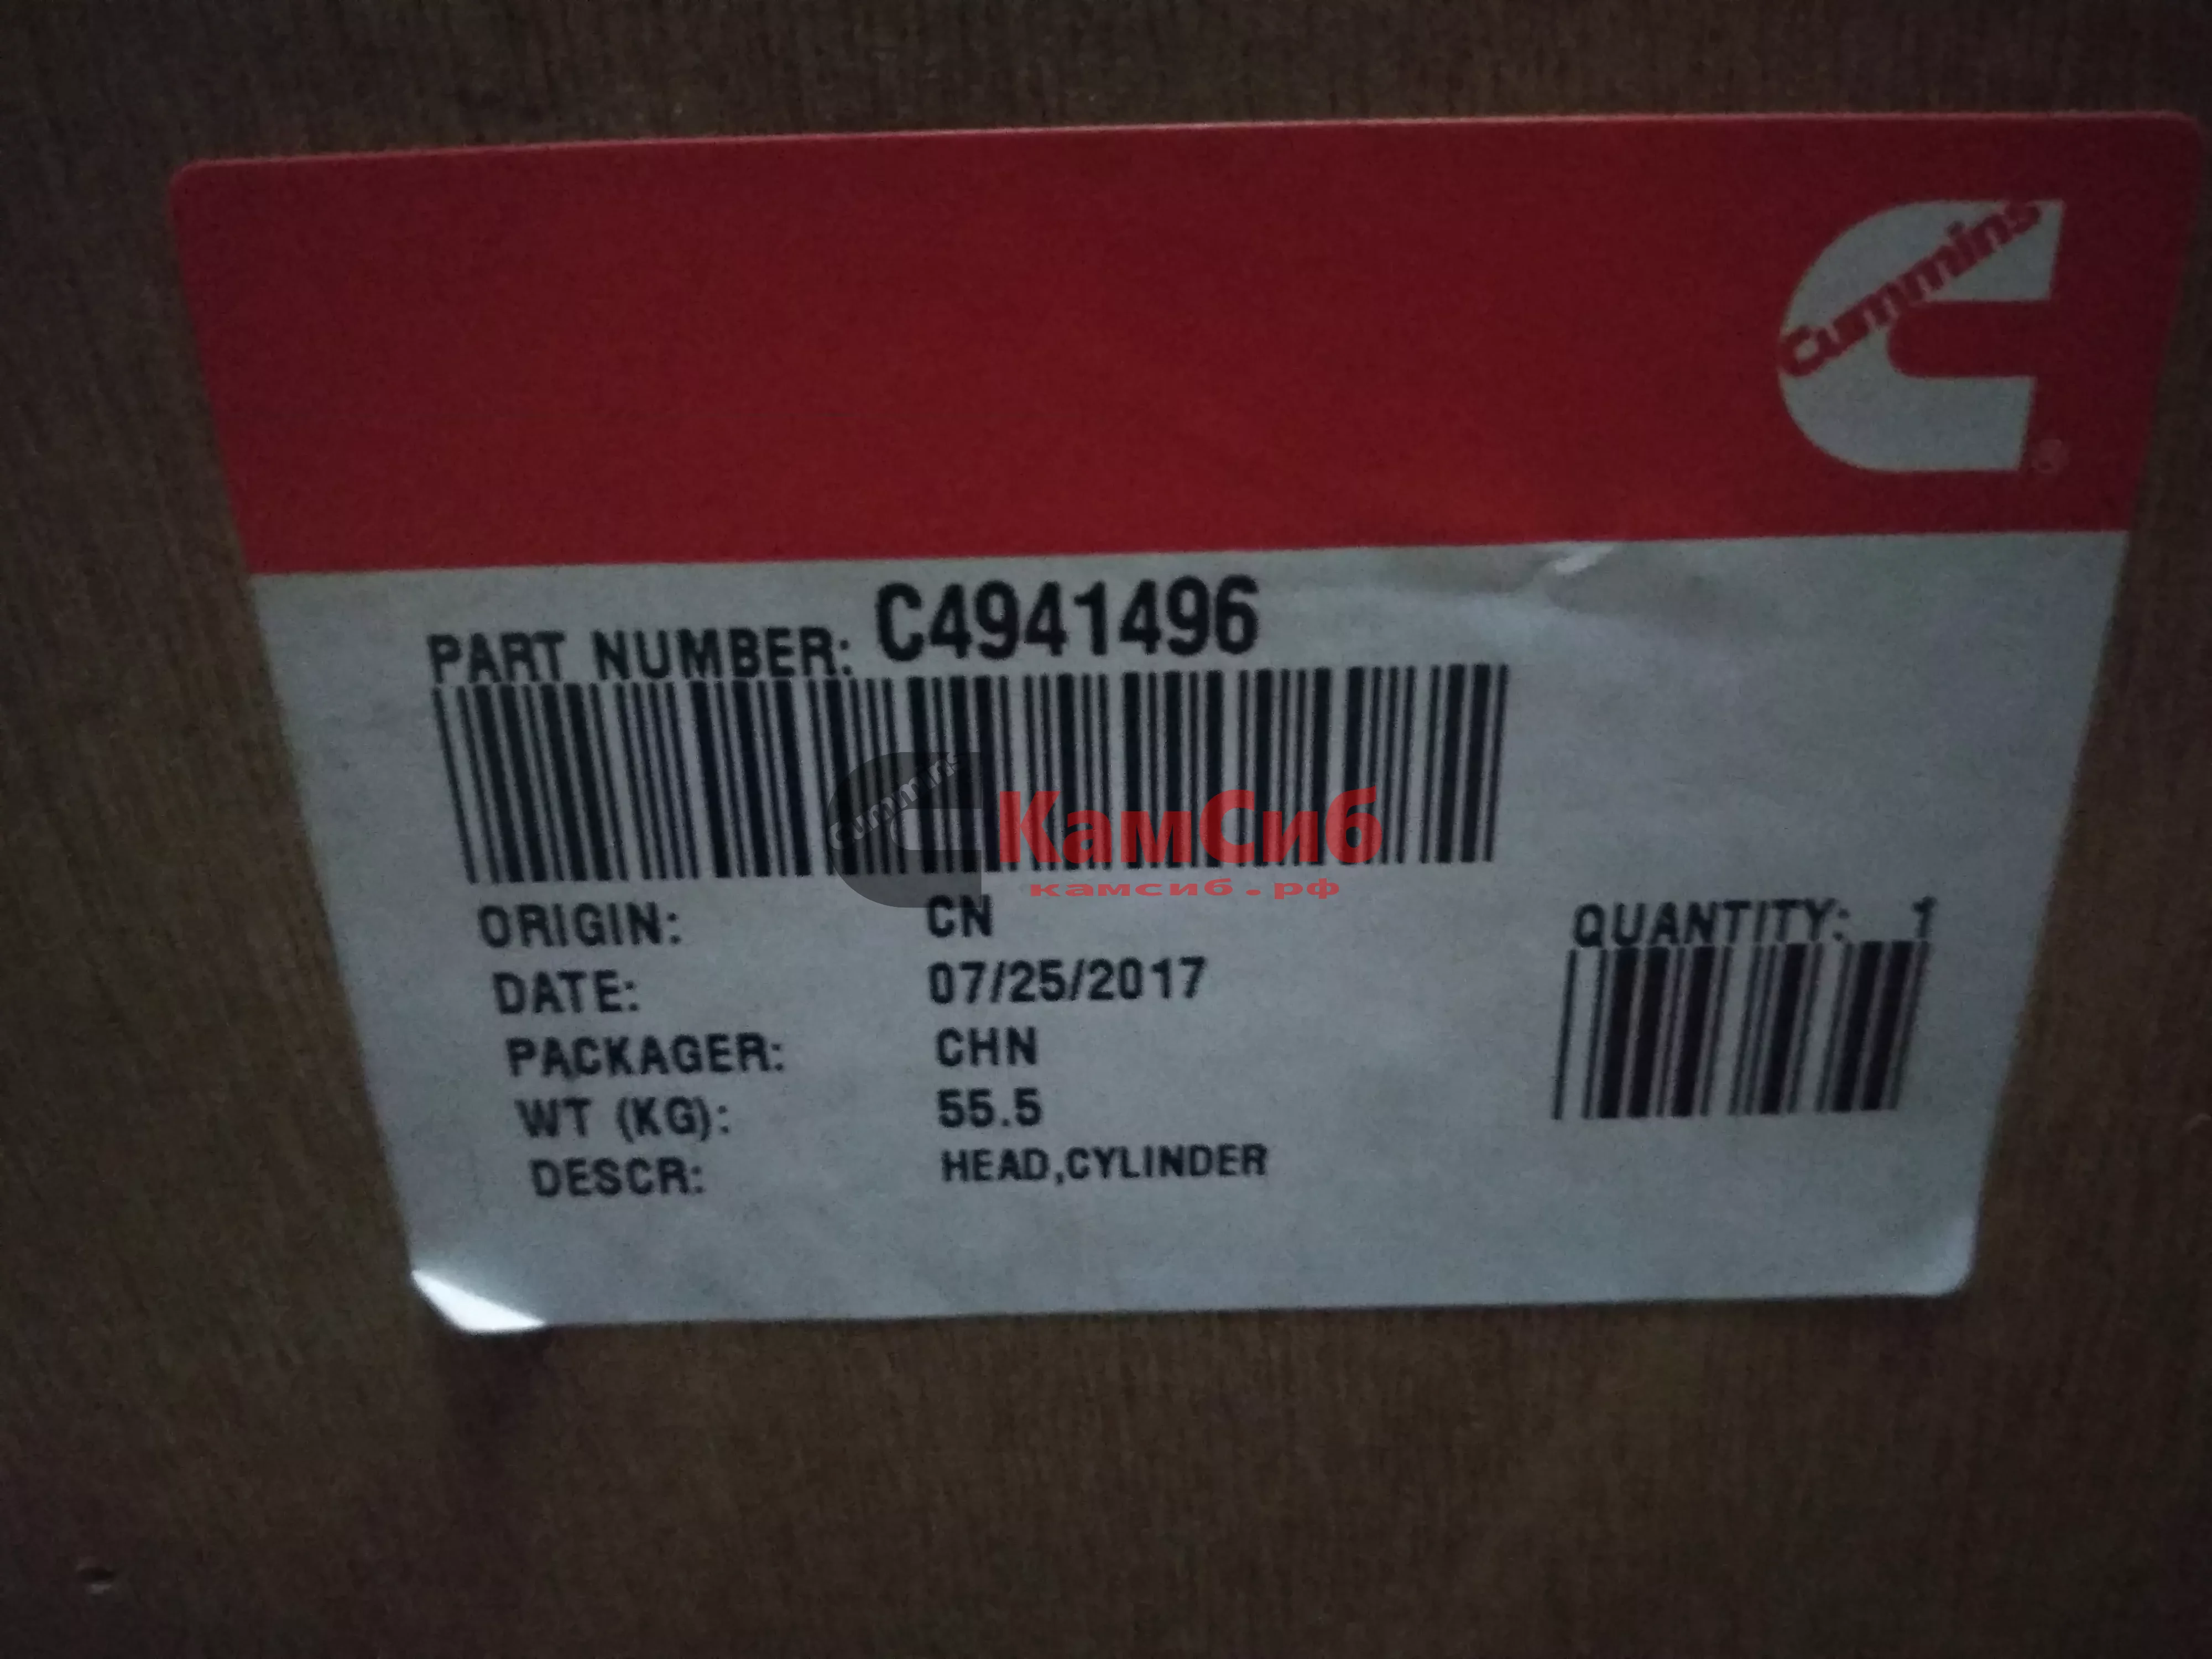 Cummins
®
PART NUMBER: C4941496
Cummins
КамСиб
камсиб.рф
ORIGIN: CN
QUANTITY: 1
DATE: 07/25/2017
PACKAGER: CHN
WT (KG): 55.5
DESCR: HEAD,CYLINDER